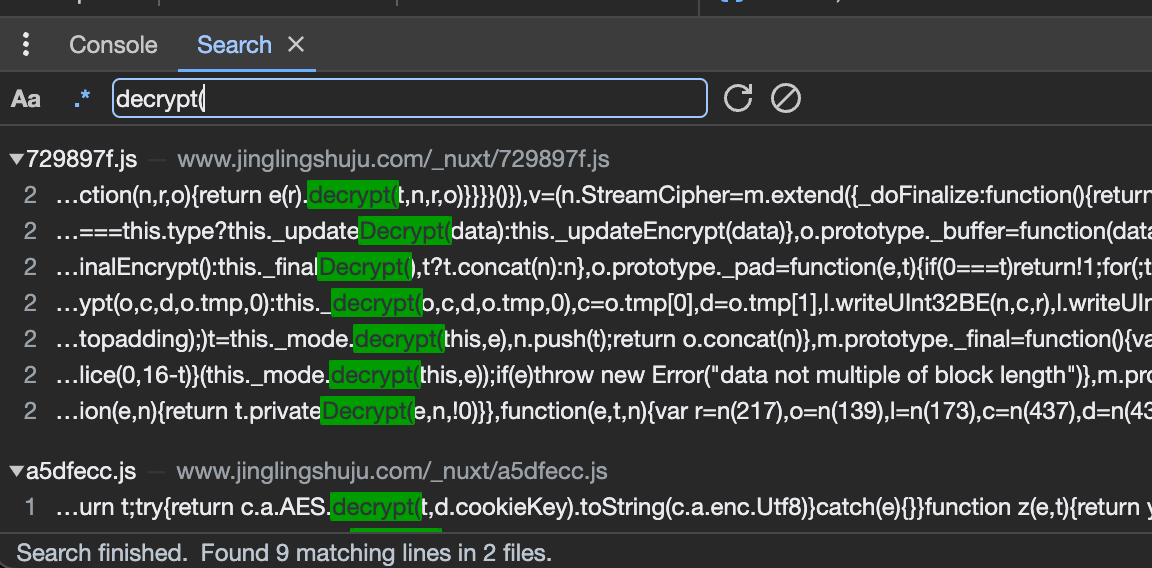 Console Search ×
Aa .* decrypt(
▼729897f.js — www.jinglingshuju.com/_nuxt/729897f.js
2 …ction(n,r,o){return e(r).decrypt(t,n,r,o)}}}}()}),v=(n.StreamCipher=m.extend({_doFinalize:function(){return
2 …===this.type?this._updateDecrypt(data):this._updateEncrypt(data)},o.prototype._buffer=function(data
2 …inalEncrypt():this._finalDecrypt(),t?t.concat(n):n},o.prototype._pad=function(e,t){if(0===t)return!1;for(;t
2 …ypt(o,c,d,o.tmp,0):this._decrypt(o,c,d,o.tmp,0),c=o.tmp[0],d=o.tmp[1],l.writeUInt32BE(n,c,r),l.writeUIn
2 …topadding);)t=this._mode.decrypt(this,e),n.push(t);return o.concat(n)},m.prototype._final=function(){va
2 …lice(0,16-t)}(this._mode.decrypt(this,e));if(e)throw new Error("data not multiple of block length")},m.pro
2 …ion(e,n){return t.privateDecrypt(e,n,!0)}},function(e,t,n){var r=n(217),o=n(139),l=n(173),c=n(437),d=n(43
▼a5dfecc.js — www.jinglingshuju.com/_nuxt/a5dfecc.js
1 …urn t;try{return c.a.AES.decrypt(t,d.cookieKey).toString(c.a.enc.Utf8)}catch(e){}}function z(e,t){return y
Search finished. Found 9 matching lines in 2 files.